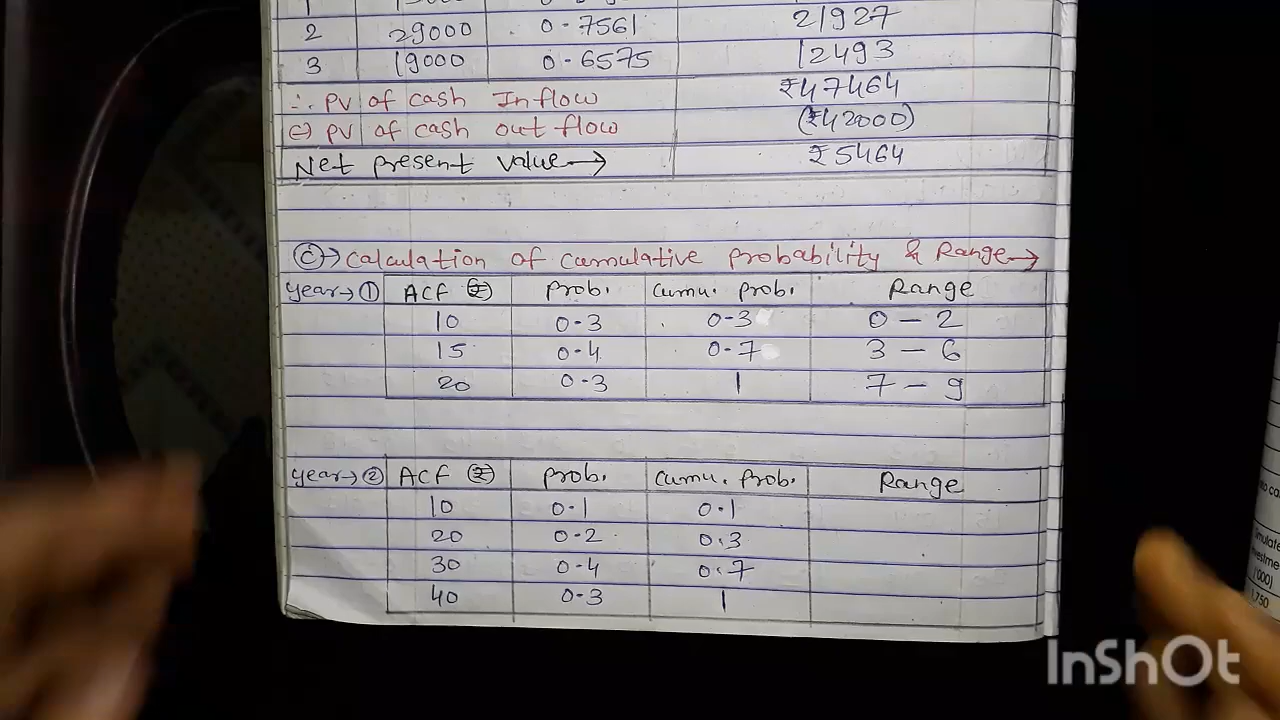 2 29000 0-7561 21927
3 19000 0-6575 12493
∴ PV of cash Inflow ₹47464
(-) PV of cash out flow (₹42000)
Net present value→ ₹5464
(C)→ Calculation of cumulative probability & Range→
Year→① ACF (₹) Prob. Cumu. Prob. Range
10 0-3 0-3 0-2
15 0-4 0-7 3-6
20 0-3 1 7-9
Year→② ACF (₹) Prob. Cumu. Prob. Range
10 0-1 0.1
20 0-2 0.3
30 0-4 0.7
40 0-3 1
InShOt
1,750